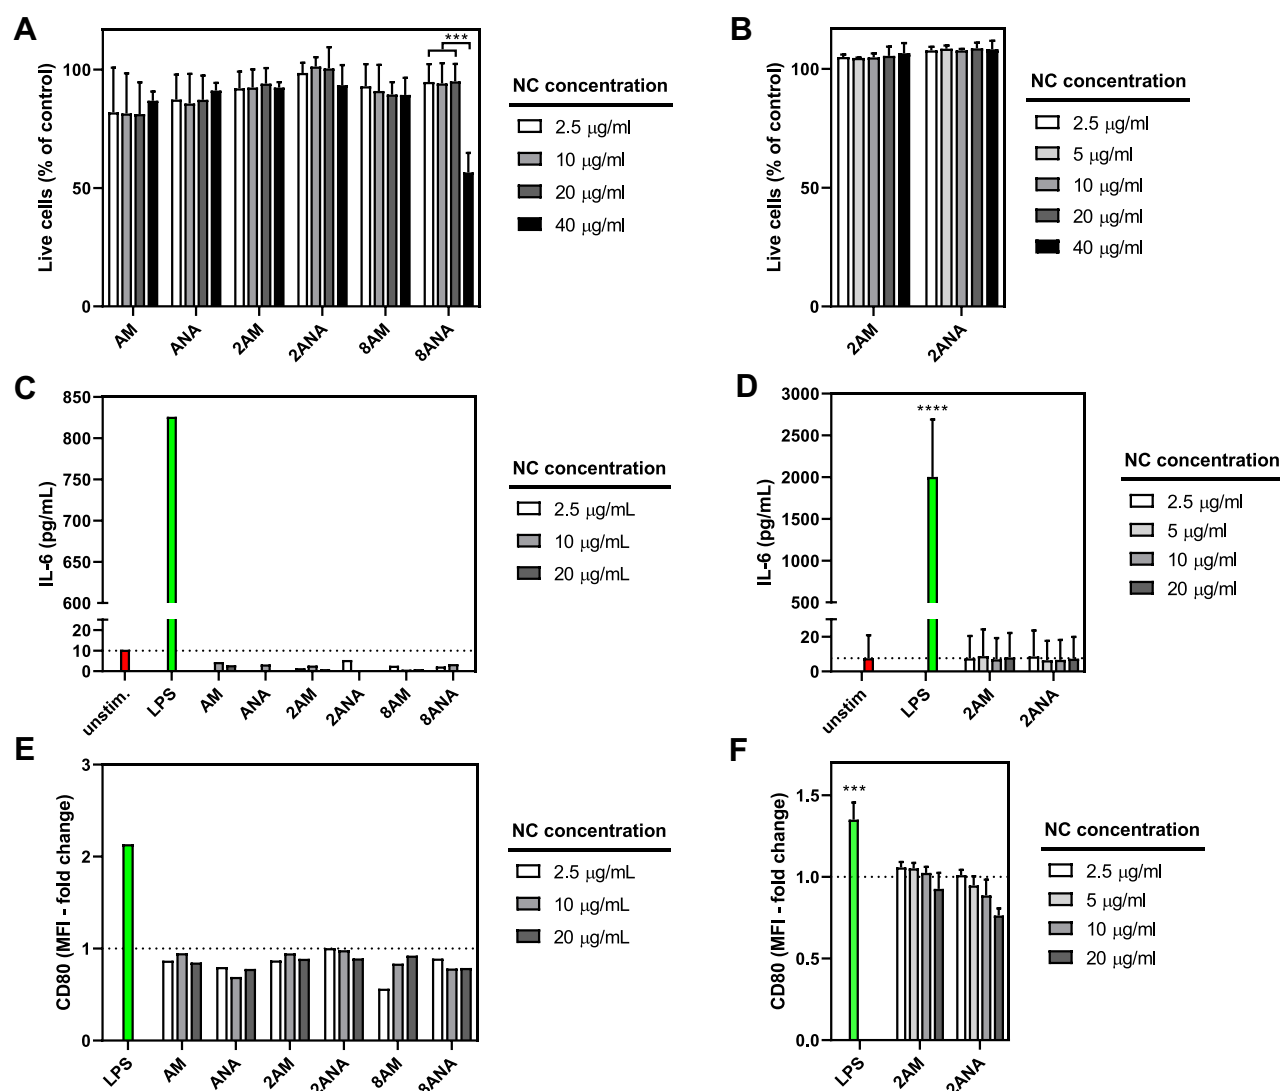 A
Live cells (% of control)
100
50
0
***
AM
ANA
2AM
2ANA
8AM
8ANA
NC concentration
2.5 µg/ml
10 µg/ml
20 µg/ml
40 µg/ml
B
Live cells (% of control)
100
50
0
2AM
2ANA
NC concentration
2.5 µg/ml
5 µg/ml
10 µg/ml
20 µg/ml
40 µg/ml
C
IL-6 (pg/mL)
850
800
750
700
650
600
20
10
0
unstim.
LPS
AM
ANA
2AM
2ANA
8AM
8ANA
NC concentration
2.5 µg/mL
10 µg/mL
20 µg/mL
D
IL-6 (pg/mL)
3000
2500
2000
1500
1000
500
20
0
****
unstim
LPS
2AM
2ANA
NC concentration
2.5 µg/ml
5 µg/ml
10 µg/ml
20 µg/ml
E
CD80 (MFI - fold change)
3
2
1
0
LPS
AM
ANA
2AM
2ANA
8AM
8ANA
NC concentration
2.5 µg/mL
10 µg/mL
20 µg/mL
F
CD80 (MFI - fold change)
1.5
1.0
0.5
0.0
***
LPS
2AM
2ANA
NC concentration
2.5 µg/ml
5 µg/ml
10 µg/ml
20 µg/ml